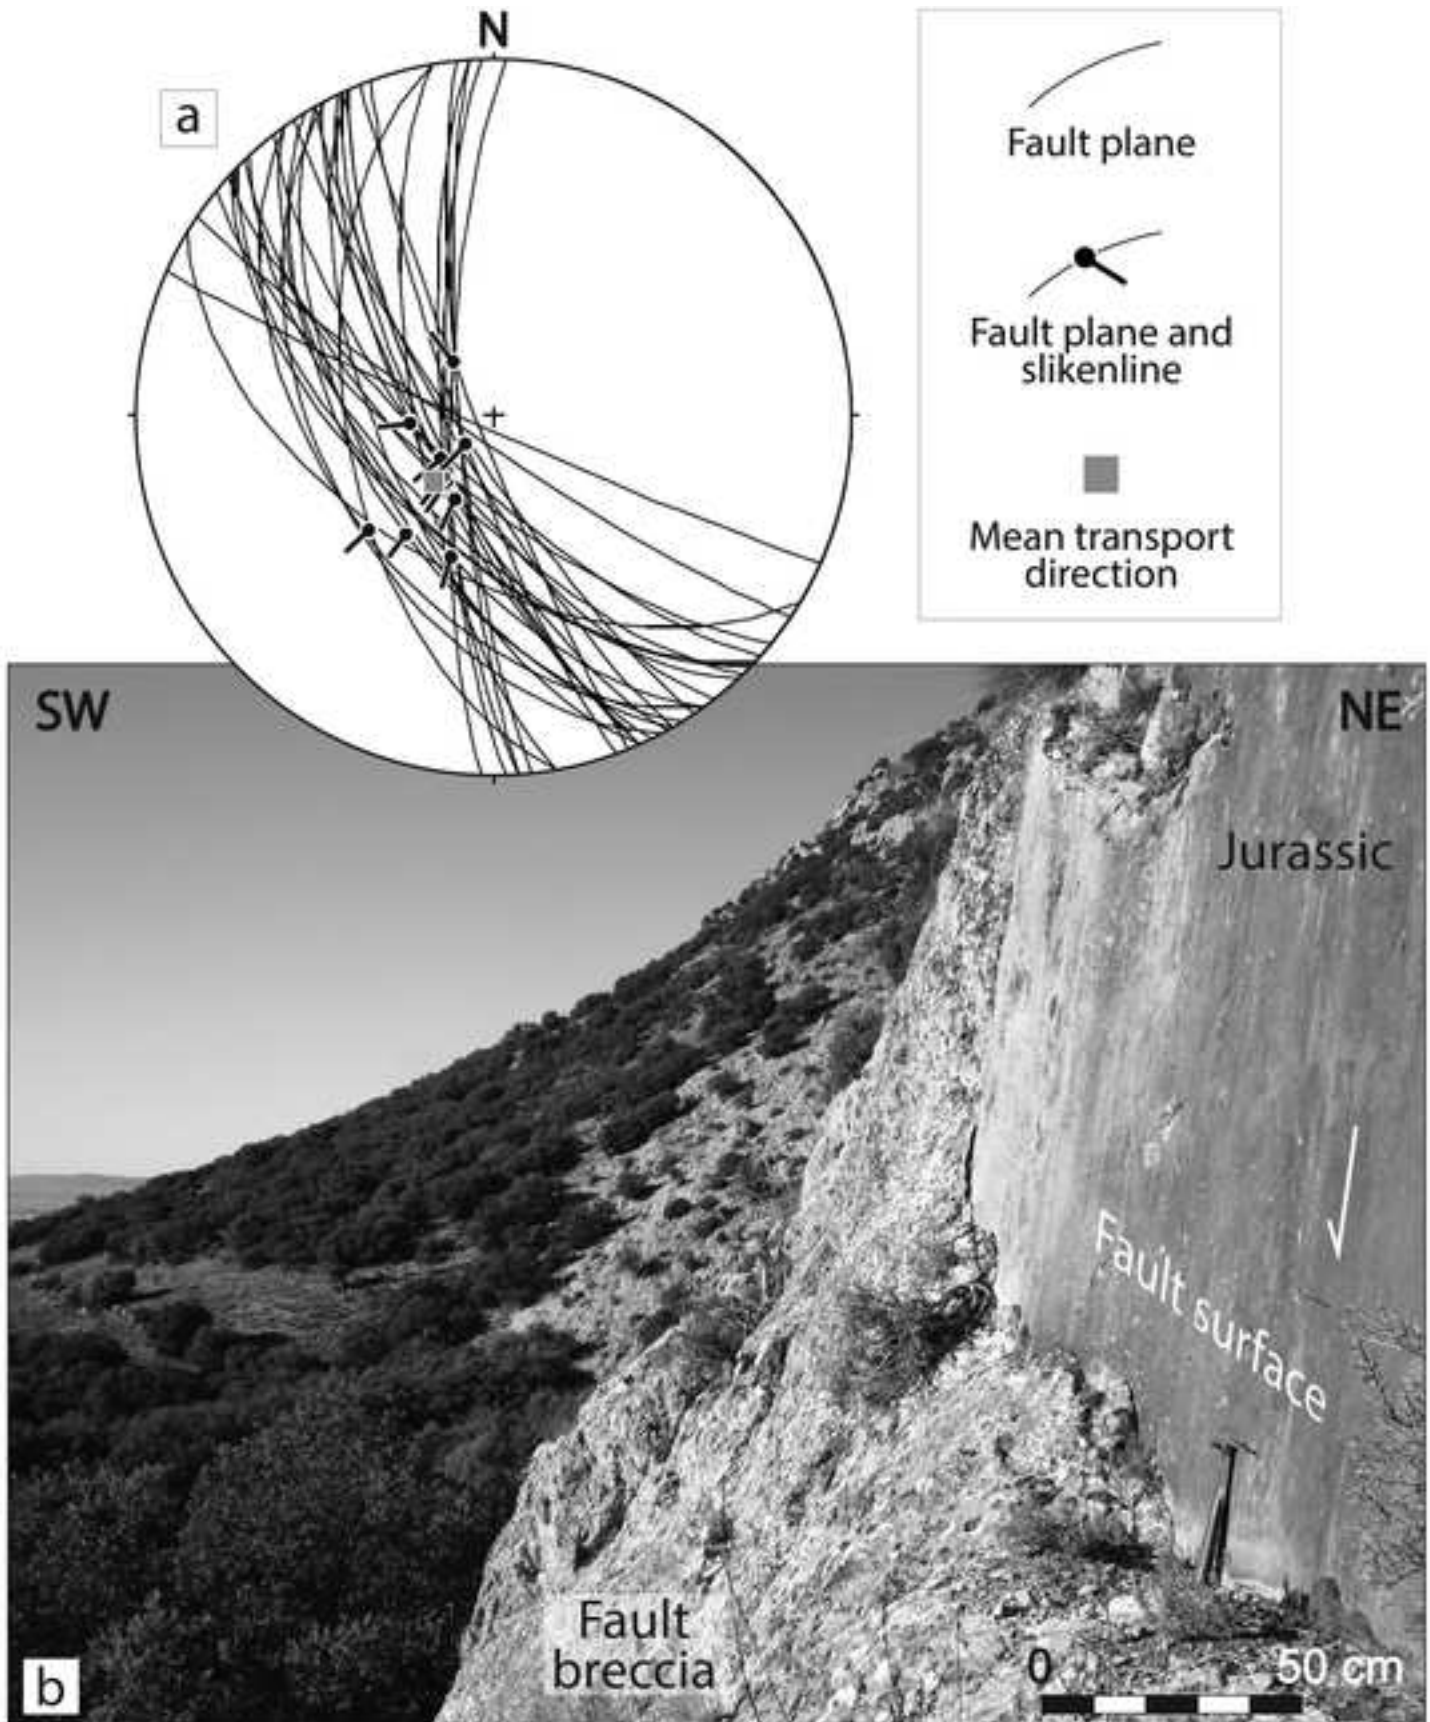 N
a
Fault plane
Fault plane and
slikenline
Mean transport
direction
SW
NE
Jurassic
Fault surface
Fault
breccia
0
50 cm
b